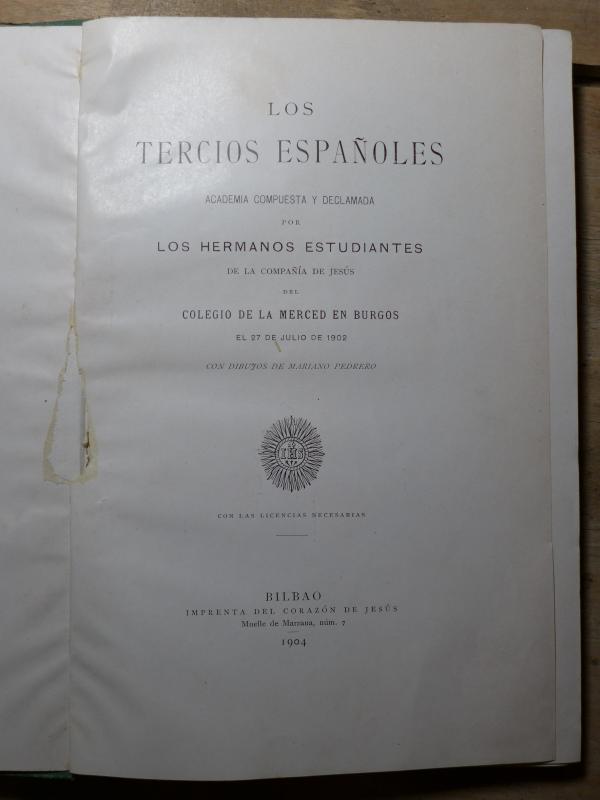 LOS
TERCIOS ESPAÑOLES
ACADEMIA COMPUESTA Y DECLAMADA
POR
LOS HERMANOS ESTUDIANTES
DE LA COMPAÑÍA DE JESÚS
DEL
COLEGIO DE LA MERCED EN BURGOS
EL 27 DE JULIO DE 1902
CON DIBUJOS DE MARIANO PEDRERO
IHS
CON LAS LICENCIAS NECESARIAS
BILBAO
IMPRENTA DEL CORAZÓN DE JESÚS
Muelle de Marzana, núm. 7
1904